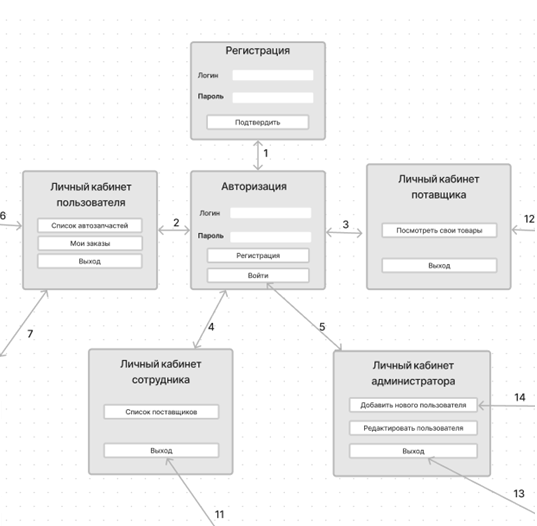 Регистрация
Логин
Пароль
Подтвердить
1
Личный кабинет
пользователя
Список автозапчастей
Мои заказы
Выход
6
2
Авторизация
Логин
Пароль
Регистрация
Войти
3
Личный кабинет
потавщика
Посмотреть свои товары
Выход
12
7
4
5
Личный кабинет
сотрудника
Список поставщиков
Выход
11
Личный кабинет
администратора
Добавить нового пользователя
Редактировать пользователя
Выход
14
13